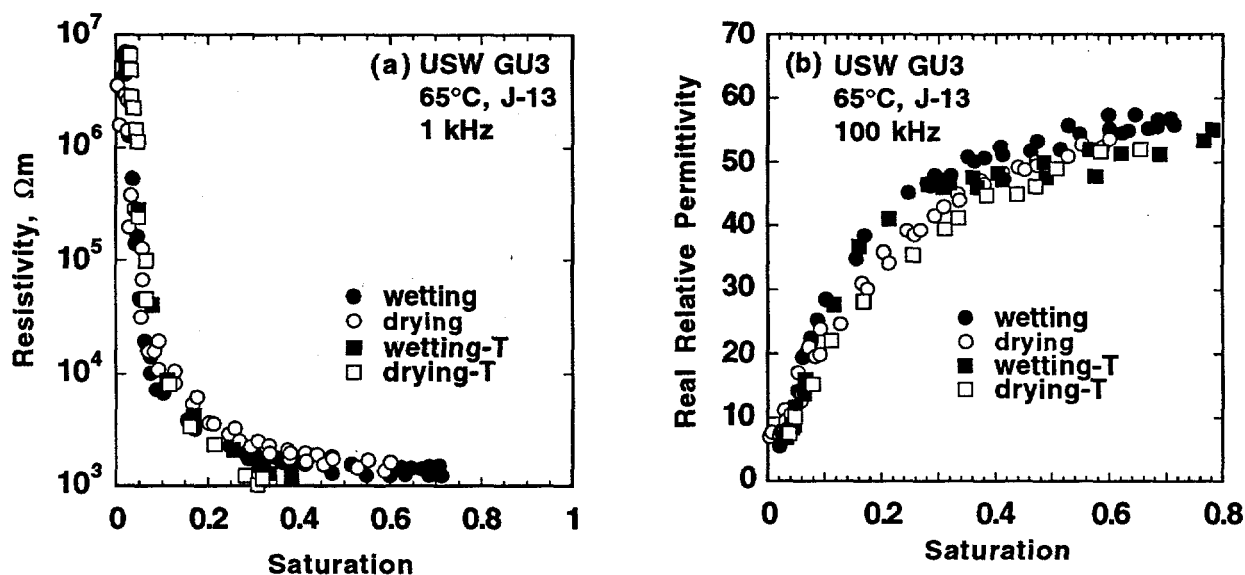 10^7
10^6
10^5
10^4
10^3
Resistivity, Ωm
(a) USW GU3
65°C, J-13
1 kHz
wetting
drying
wetting-T
drying-T
0 0.2 0.4 0.6 0.8 1
Saturation
70
60
50
40
30
20
10
0
Real Relative Permittivity
(b) USW GU3
65°C, J-13
100 kHz
wetting
drying
wetting-T
drying-T
0 0.2 0.4 0.6 0.8
Saturation